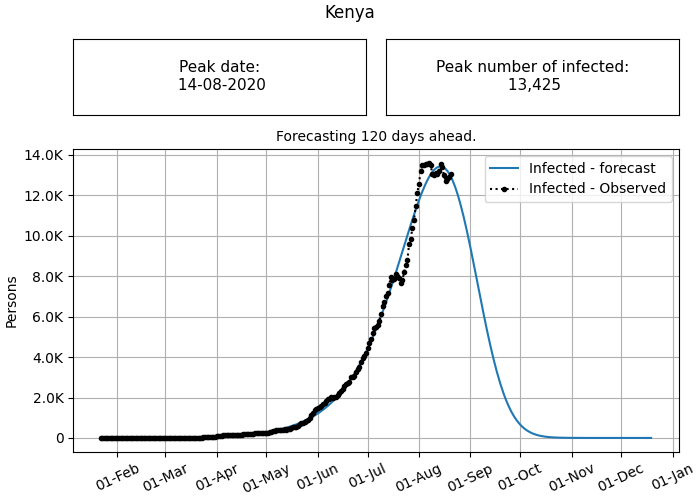 Kenya
Peak date:
14-08-2020
Peak number of infected:
13,425
Forecasting 120 days ahead.
Infected - forecast
Infected - Observed
Persons
14.0K
12.0K
10.0K
8.0K
6.0K
4.0K
2.0K
0
01-Feb
01-Mar
01-Apr
01-May
01-Jun
01-Jul
01-Aug
01-Sep
01-Oct
01-Nov
01-Dec
01-Jan